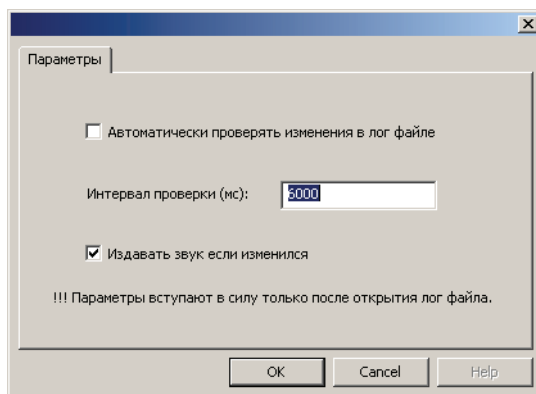 Параметры
Автоматически проверять изменения в лог файле
Интервал проверки (мс): 6000
Издавать звук если изменился
!!! Параметры вступают в силу только после открытия лог файла.
OK Cancel Help